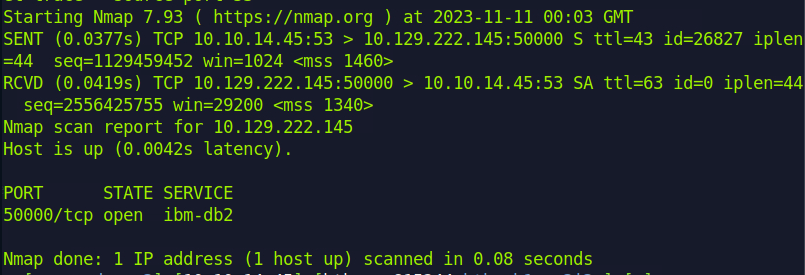 Starting Nmap 7.93 ( https://nmap.org ) at 2023-11-11 00:03 GMT
SENT (0.0377s) TCP 10.10.14.45:53 > 10.129.222.145:50000 S ttl=43 id=26827 iplen
=44  seq=1129459452 win=1024 <mss 1460>
RCVD (0.0419s) TCP 10.129.222.145:50000 > 10.10.14.45:53 SA ttl=63 id=0 iplen=44
  seq=2556425755 win=29200 <mss 1340>
Nmap scan report for 10.129.222.145
Host is up (0.0042s latency).

PORT      STATE SERVICE
50000/tcp open  ibm-db2

Nmap done: 1 IP address (1 host up) scanned in 0.08 seconds